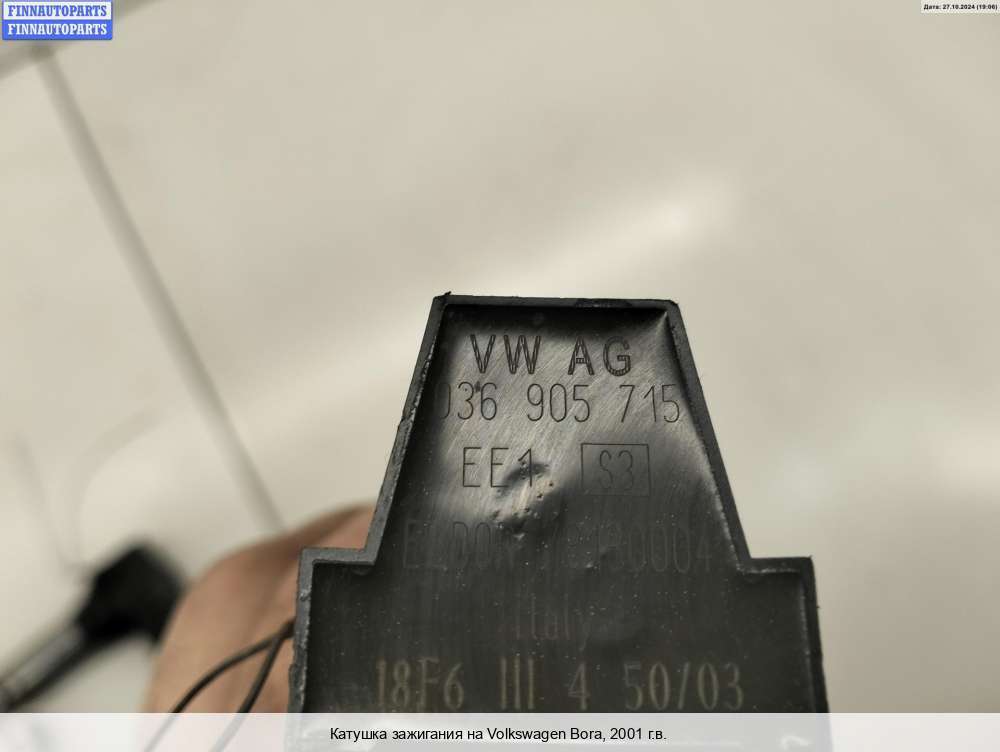 FINNAUTOPARTS
FINNAUTOPARTS
Дата: 27.10.2024 (19:06)
VW AG
036 905 715
EE1 S3
Italy
18F6 III 4 50/03
Катушка зажигания на Volkswagen Bora, 2001 г.в.